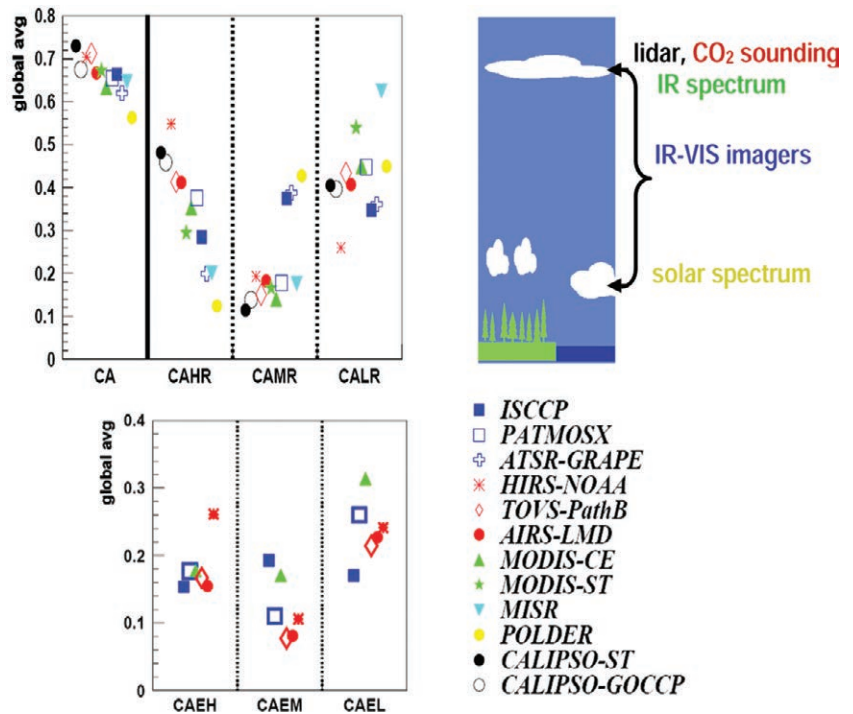 global avg
0.8
0.7
0.6
0.5
0.4
0.3
0.2
0.1
0
CA
CAHR
CAMR
CALR
lidar, CO₂ sounding
IR spectrum
IR-VIS imagers
solar spectrum
global avg
0.4
0.3
0.2
0.1
0
CAEH
CAEM
CAEL
ISCCP
PATMOSX
ATSR-GRAPE
HIRS-NOAA
TOVS-PathB
AIRS-LMD
MODIS-CE
MODIS-ST
MISR
POLDER
CALIPSO-ST
CALIPSO-GOCCP